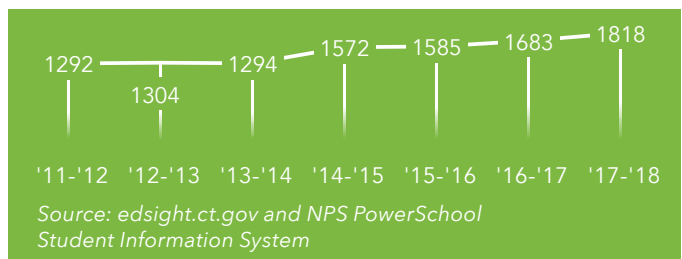 1292 1304 1294 1572 1585 1683 1818
'11-'12 '12-'13 '13-'14 '14-'15 '15-'16 '16-'17 '17-'18
Source: edsight.ct.gov and NPS PowerSchool
Student Information System